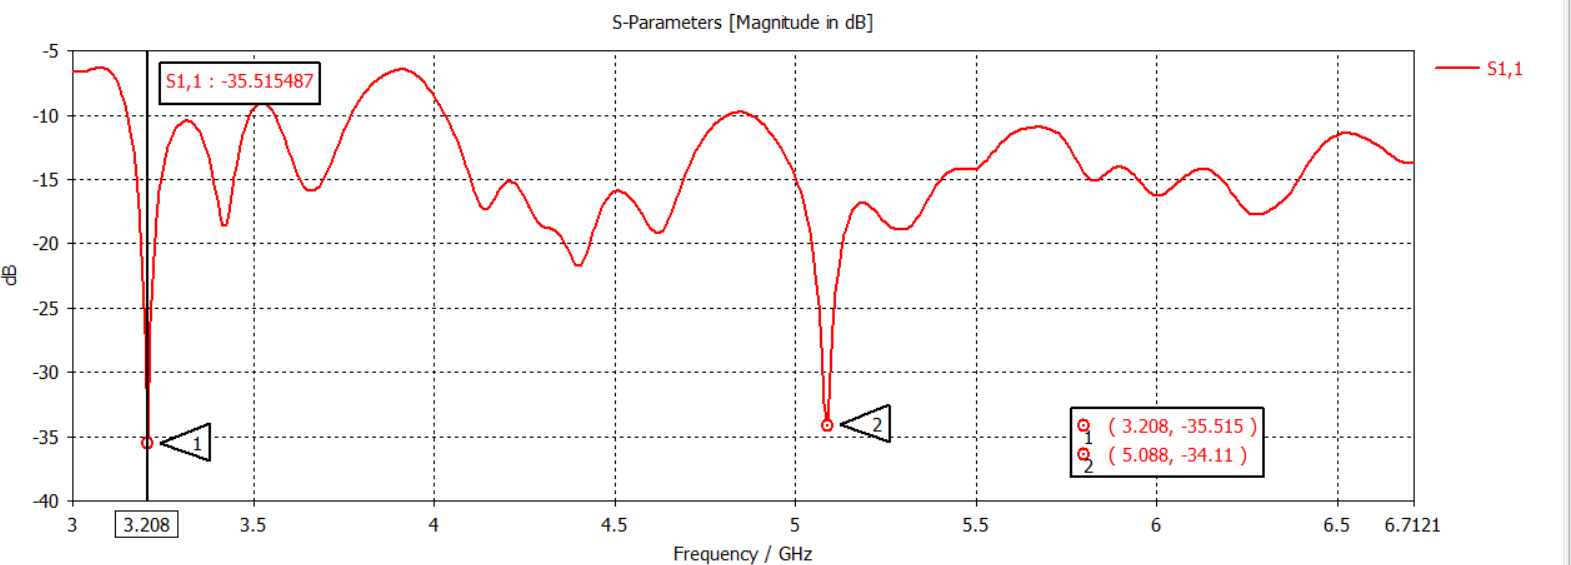 S-Parameters [Magnitude in dB]
-5
-10
-15
-20
-25
-30
-35
-40
dB
S1,1 : -35.515487
S1,1
1
2
1 ( 3.208, -35.515 )
2 ( 5.088, -34.11 )
3 3.208 3.5 4 4.5 5 5.5 6 6.5 6.7121
Frequency / GHz